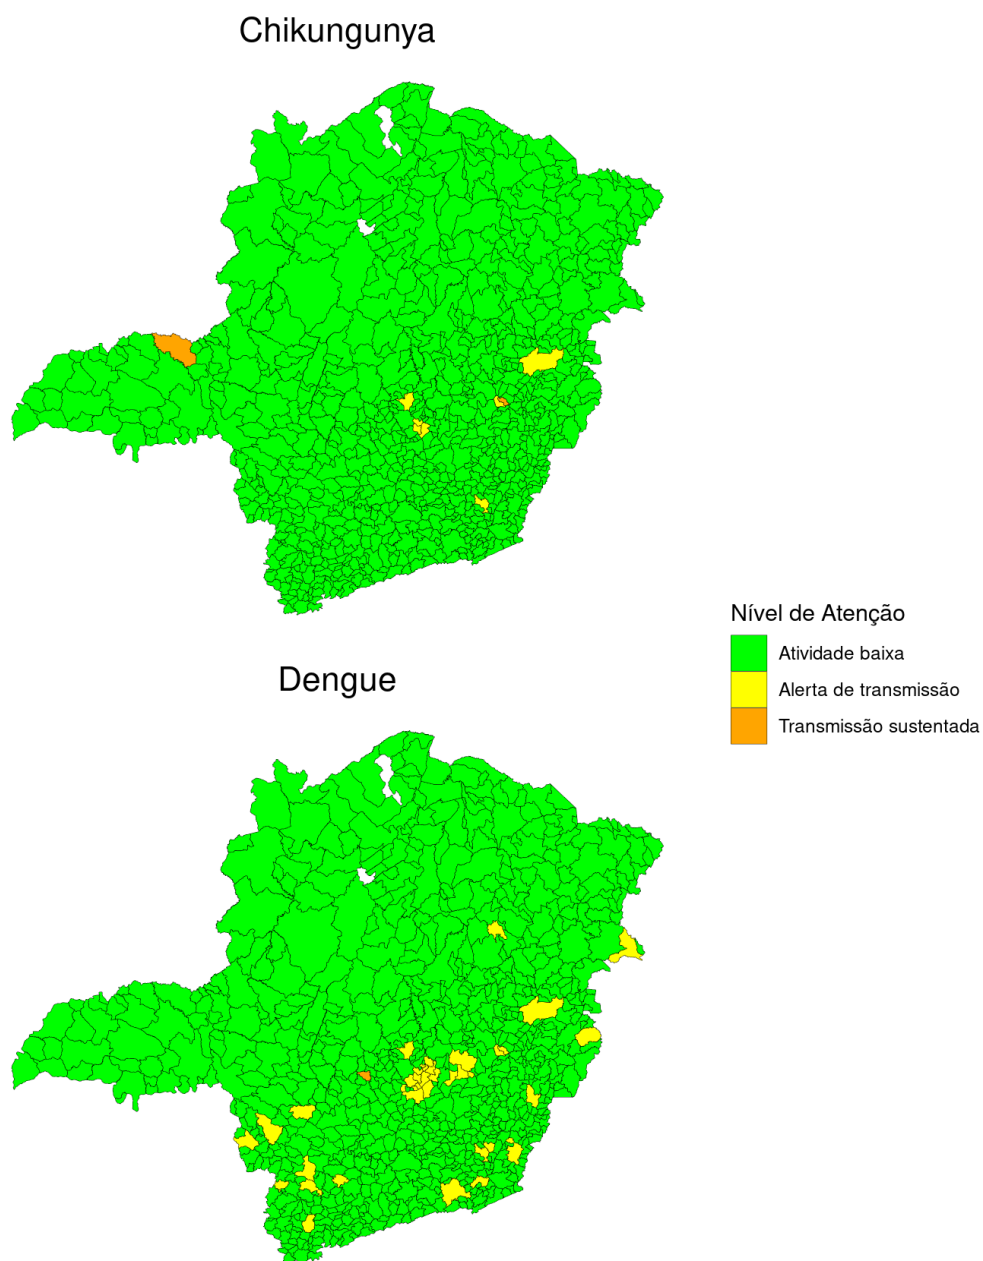 Chikungunya
Nível de Atenção
Atividade baixa
Alerta de transmissão
Transmissão sustentada
Dengue